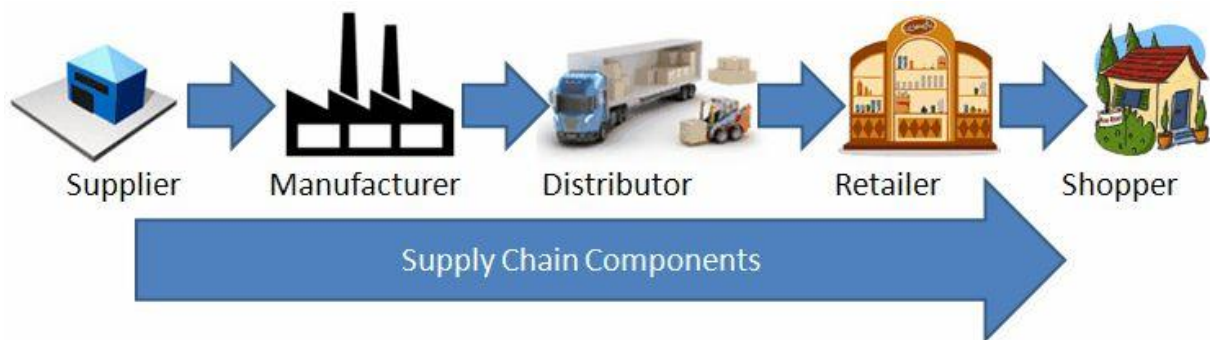 Supplier
Manufacturer
Distributor
Retailer
Shopper
Supply Chain Components